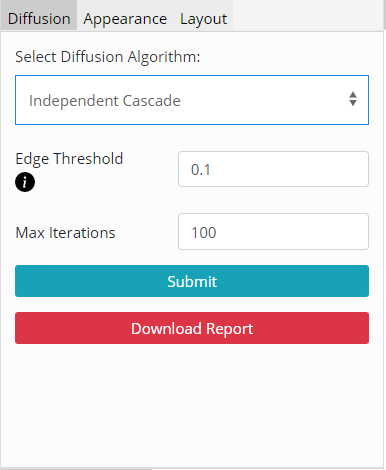 Diffusion Appearance Layout
Select Diffusion Algorithm:
Independent Cascade
Edge Threshold
i
0.1
Max Iterations
100
Submit
Download Report